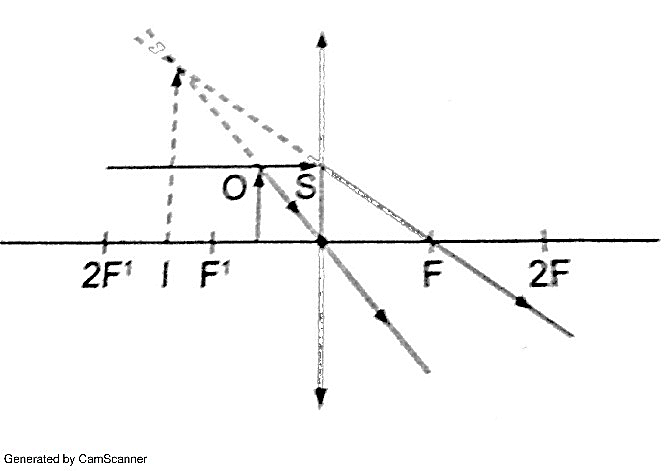 O S
2F¹ I F¹ F 2F
Generated by CamScanner